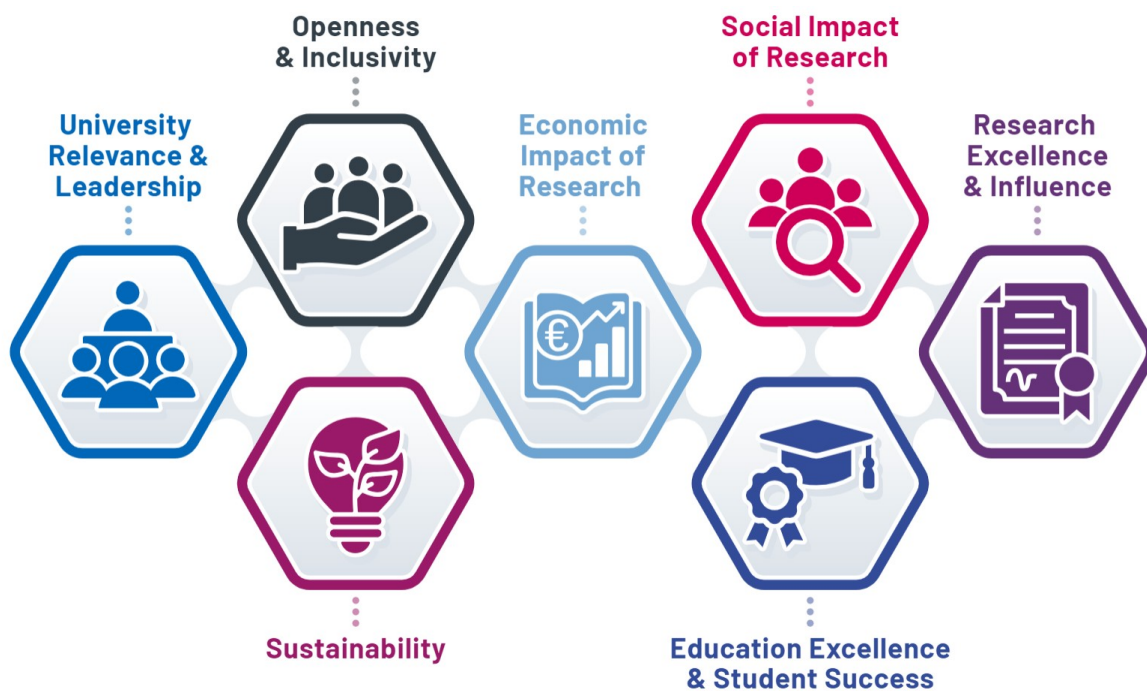 Openness
& Inclusivity
Social Impact
of Research
University
Relevance &
Leadership
Economic
Impact of
Research
Research
Excellence
& Influence
€
Sustainability
Education Excellence
& Student Success